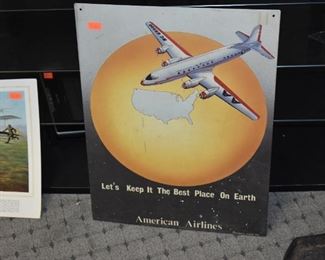 Let's Keep It The Best Place On Earth
American Airlines